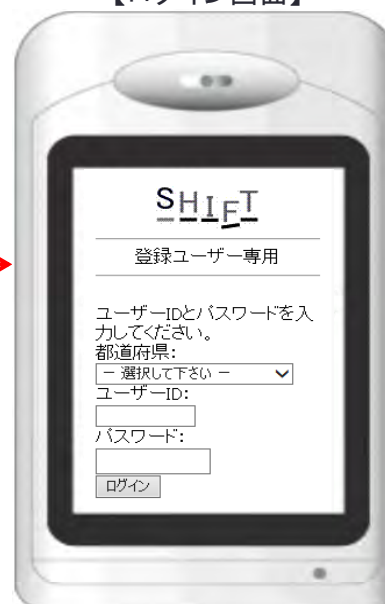 【ログイン画面】
SHIFT
登録ユーザー専用
ユーザーIDとパスワードを入
力してください。
都道府県:
－ 選択して下さい －
ユーザーID:
パスワード:
ログイン